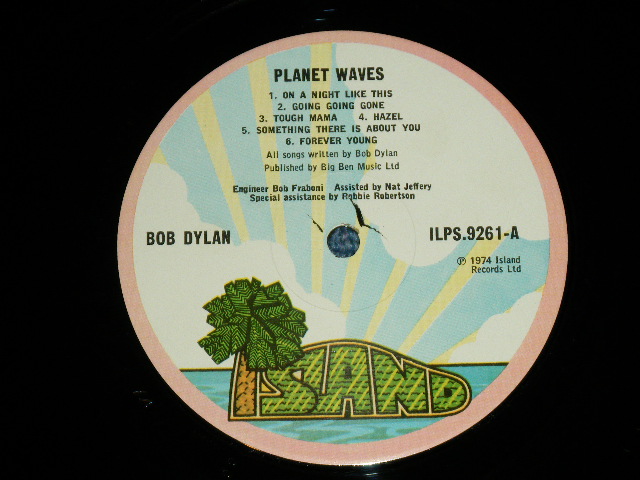 PLANET WAVES
1. ON A NIGHT LIKE THIS
2. GOING GOING GONE
3. TOUGH MAMA 4. HAZEL
5. SOMETHING THERE IS ABOUT YOU
6. FOREVER YOUNG
All songs written by Bob Dylan
Published by Big Ben Music Ltd
Engineer Bob Fraboni Assisted by Nat Jeffery
Special assistance by Robbie Robertson
BOB DYLAN
ILPS.9261-A
℗ 1974 Island
Records Ltd
ISLAND